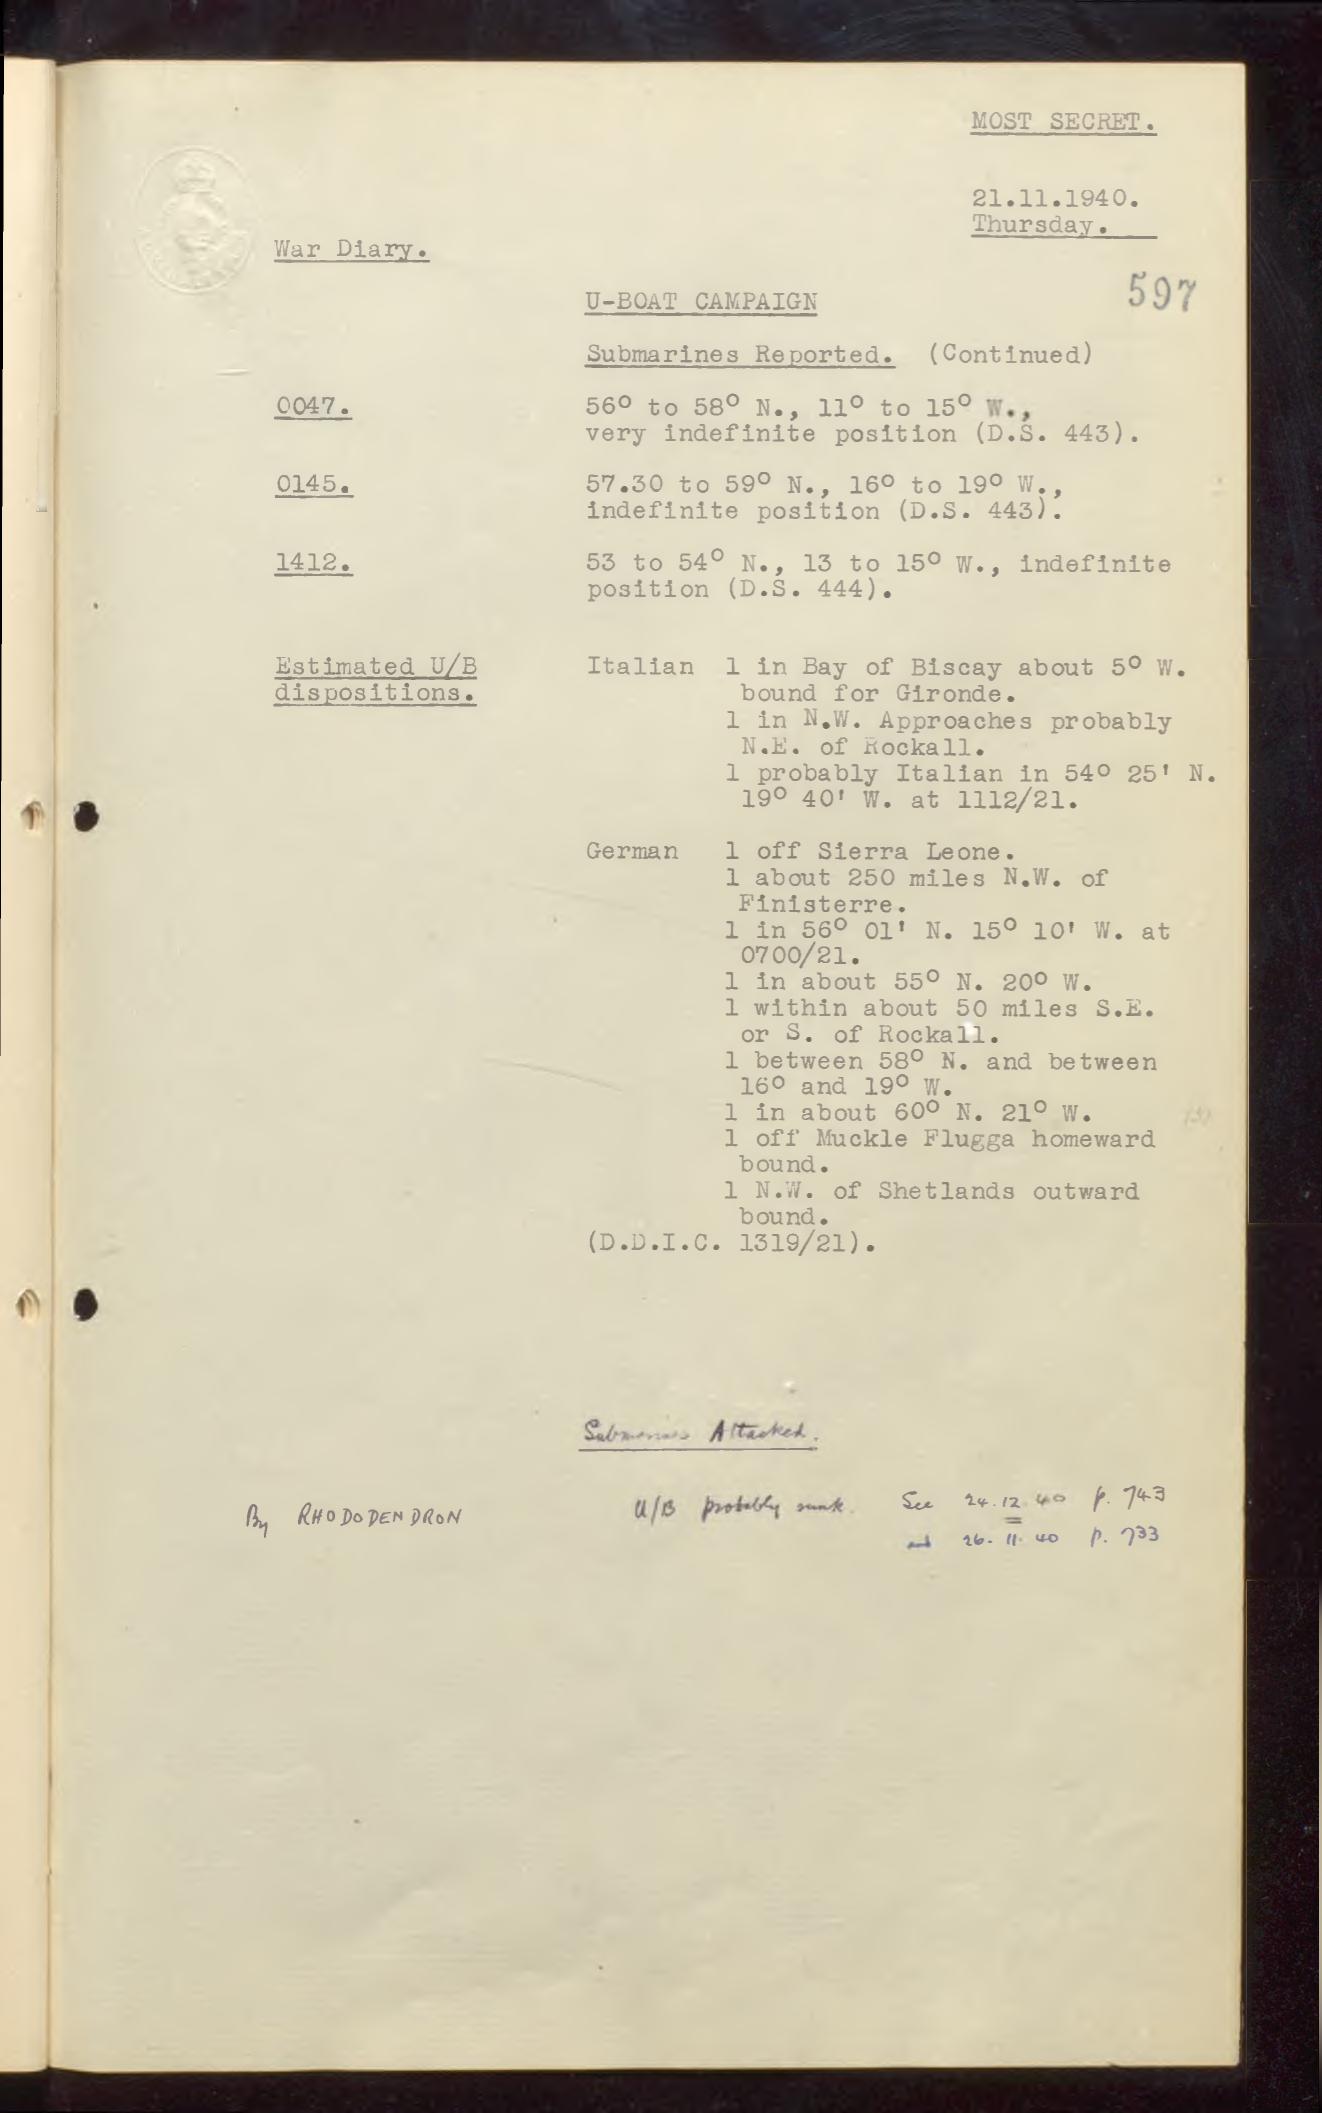 MOST SECRET.
21.11.1940.
Thursday.
War Diary.
597
U-BOAT CAMPAIGN
Submarines Reported. (Continued)
0047. 56° to 58° N., 11° to 15° W.,
very indefinite position (D.S. 443).
0145. 57.30 to 59° N., 16° to 19° W.,
indefinite position (D.S. 443).
1412. 53 to 54° N., 13 to 15° W., indefinite
position (D.S. 444).
Estimated U/B Italian 1 in Bay of Biscay about 5° W.
dispositions. bound for Gironde.
1 in N.W. Approaches probably
N.E. of Rockall.
1 probably Italian in 54° 25' N.
19° 40' W. at 1112/21.
German 1 off Sierra Leone.
1 about 250 miles N.W. of
Finisterre.
1 in 56° 01' N. 15° 10' W. at
0700/21.
1 in about 55° N. 20° W.
1 within about 50 miles S.E.
or S. of Rockall.
1 between 58° N. and between
16° and 19° W.
1 in about 60° N. 21° W.
1 off Muckle Flugga homeward
bound.
1 N.W. of Shetlands outward
bound.
(D.D.I.C. 1319/21).
Submarines Attacked.
By RHODODENDRON U/B probably sunk. See 24.12.40 p. 743
and 26.11.40 p. 733